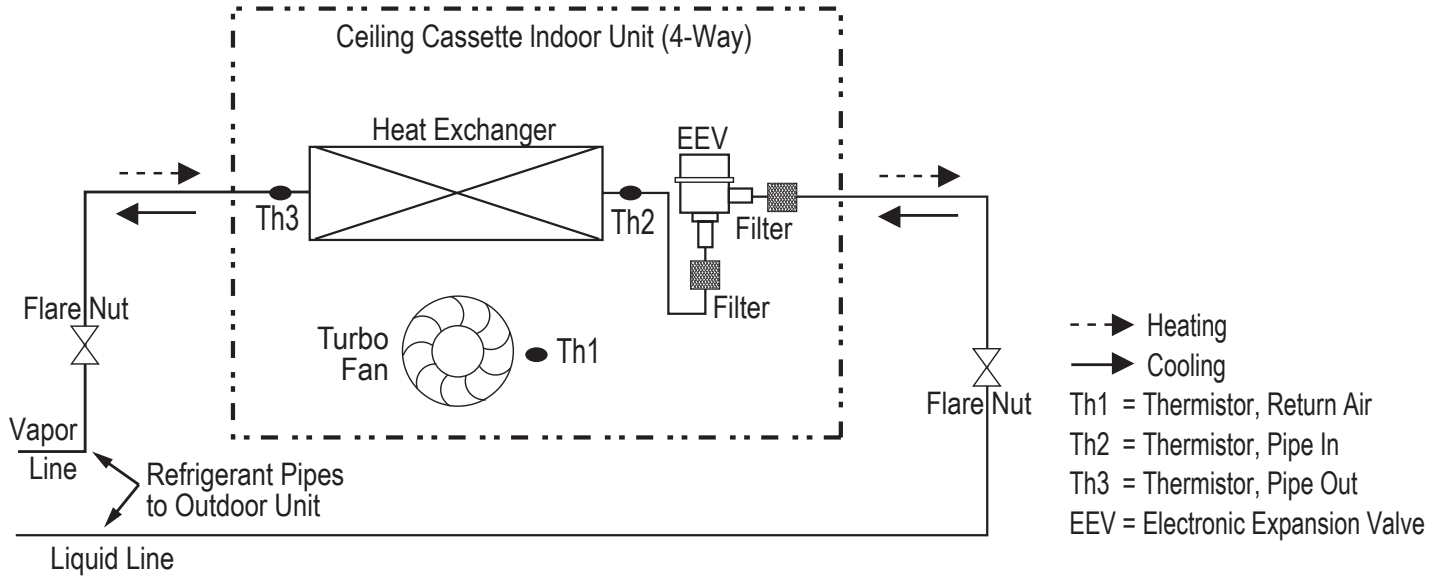 Ceiling Cassette Indoor Unit (4-Way)
Heat Exchanger
EEV
Th3
Th2
Filter
Filter
Flare Nut
Turbo
Fan
Th1
Flare Nut
Vapor
Line
Refrigerant Pipes
to Outdoor Unit
Liquid Line
Heating
Cooling
Th1 = Thermistor, Return Air
Th2 = Thermistor, Pipe In
Th3 = Thermistor, Pipe Out
EEV = Electronic Expansion Valve